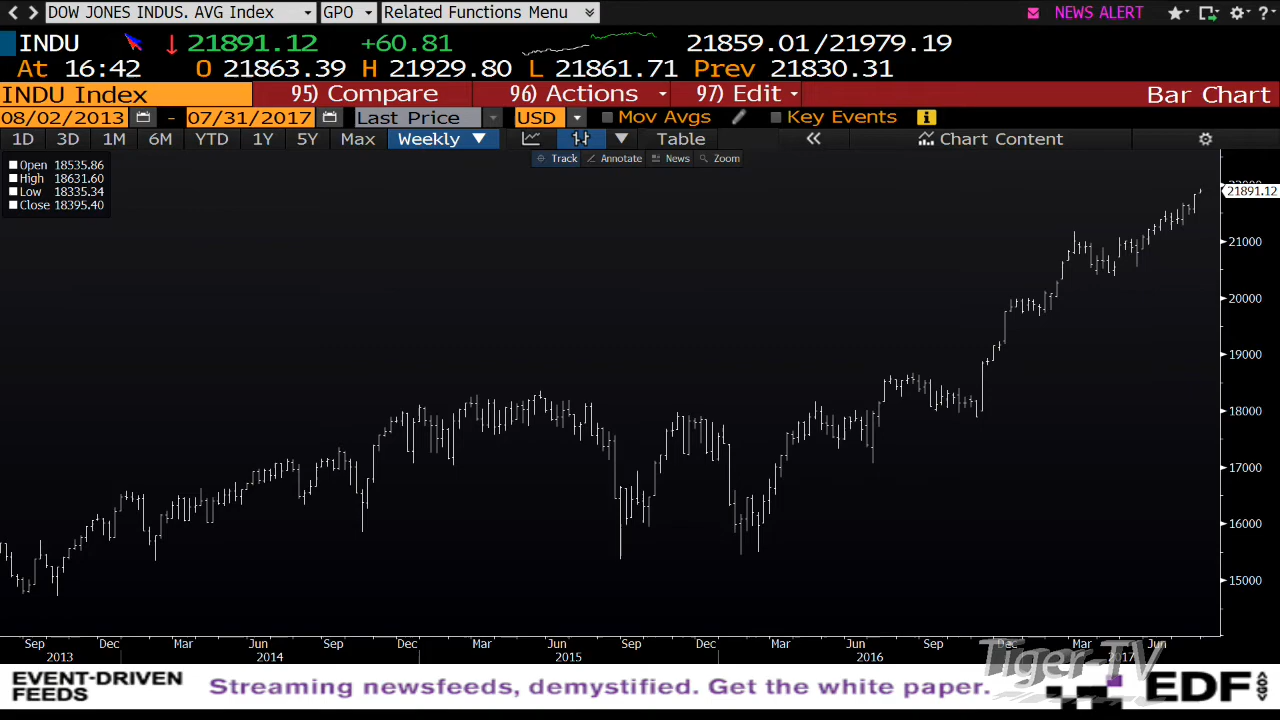 DOW JONES INDUS. AVG Index GPO Related Functions Menu NEWS ALERT ?
INDU 21891.12 +60.81 21859.01/21979.19
At 16:42 O 21863.39 H 21929.80 L 21861.71 Prev 21830.31
INDU Index 95) Compare 96) Actions 97) Edit Bar Chart
08/02/2013 - 07/31/2017 Last Price USD Mov Avgs Key Events
1D 3D 1M 6M YTD 1Y 5Y Max Weekly Table Chart Content
Track Annotate News Zoom
Open 18535.86
High 18631.60
Low 18335.34
Close 18395.40
21891.12
21000
20000
19000
18000
17000
16000
15000
Sep Dec Mar Jun Sep Dec Mar Jun Sep Dec Mar Jun Sep Dec Mar Jun
2013 2014 2015 2016 2017
Tiger-TV
EVENT-DRIVEN
FEEDS
Streaming newsfeeds, demystified. Get the white paper.
EDF